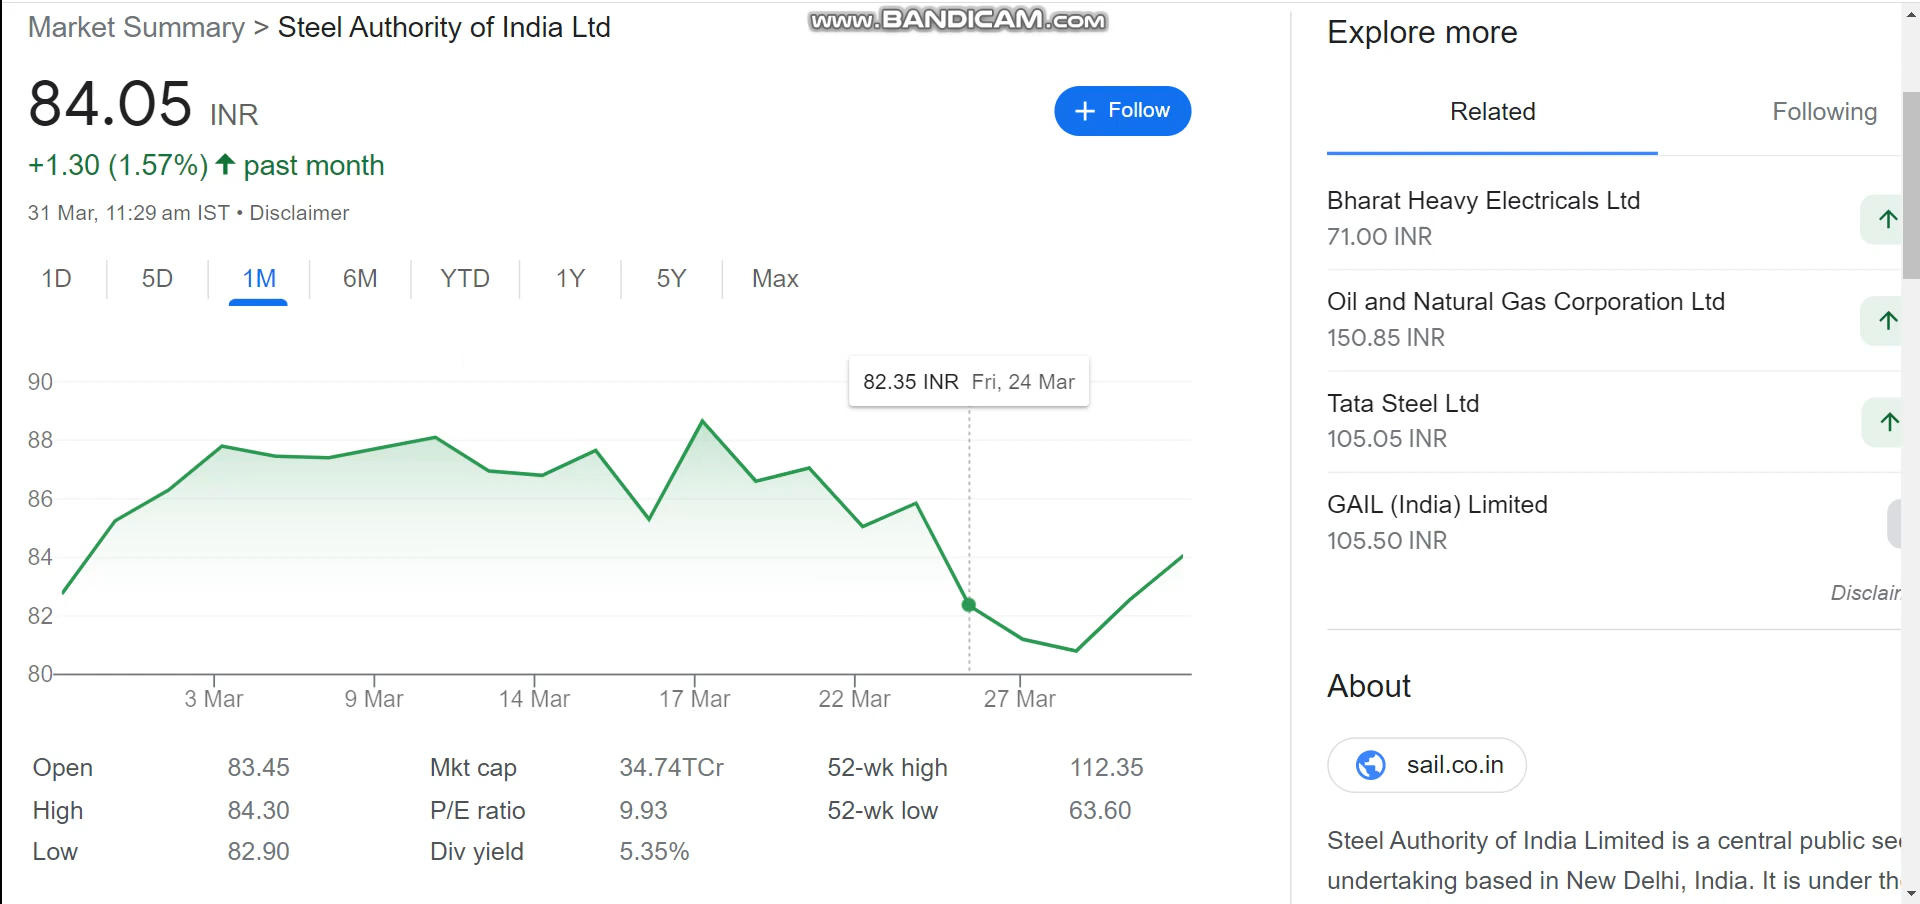 Market Summary > Steel Authority of India Ltd
www.BANDICAM.com
84.05 INR
+ Follow
+1.30 (1.57%) ↑ past month
31 Mar, 11:29 am IST • Disclaimer
1D 5D 1M 6M YTD 1Y 5Y Max
82.35 INR Fri, 24 Mar
90
88
86
84
82
80
3 Mar 9 Mar 14 Mar 17 Mar 22 Mar 27 Mar
Open 83.45 Mkt cap 34.74TCr 52-wk high 112.35
High 84.30 P/E ratio 9.93 52-wk low 63.60
Low 82.90 Div yield 5.35%
Explore more
Related Following
Bharat Heavy Electricals Ltd
71.00 INR
Oil and Natural Gas Corporation Ltd
150.85 INR
Tata Steel Ltd
105.05 INR
GAIL (India) Limited
105.50 INR
Disclaim
About
sail.co.in
Steel Authority of India Limited is a central public se
undertaking based in New Delhi, India. It is under th